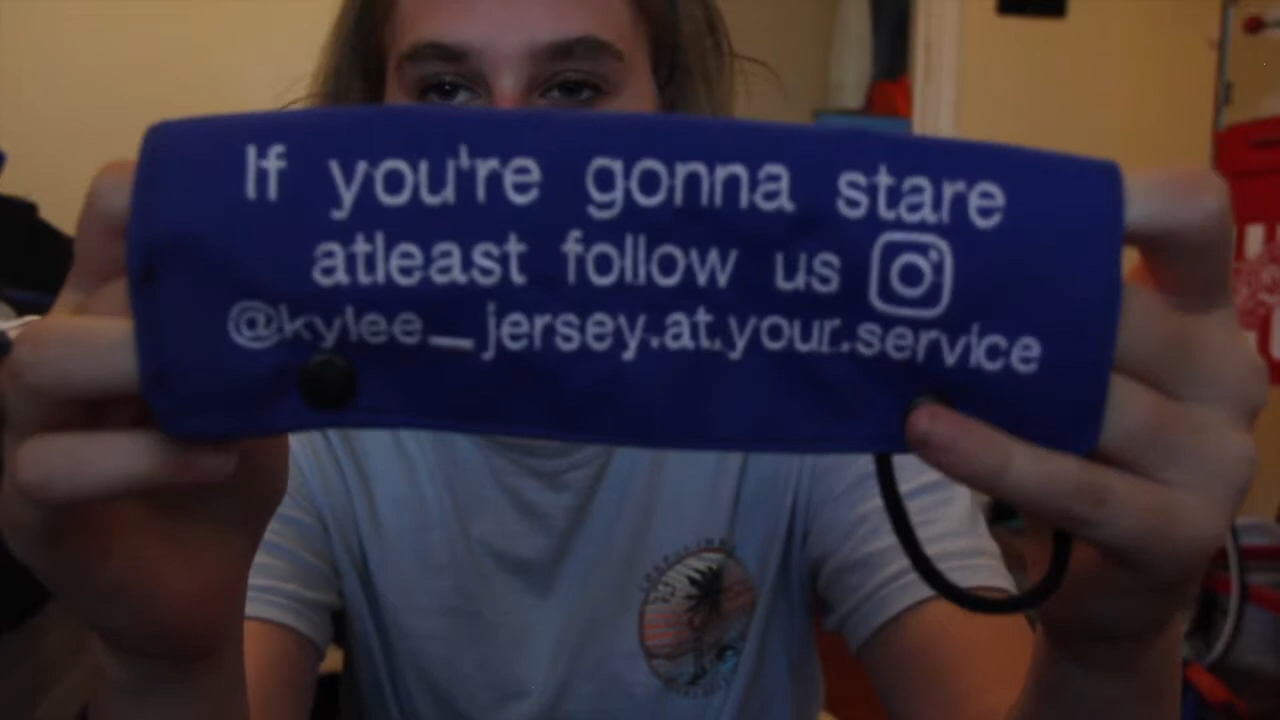 If you're gonna stare
atleast follow us
@kylee_jersey.at.your.service